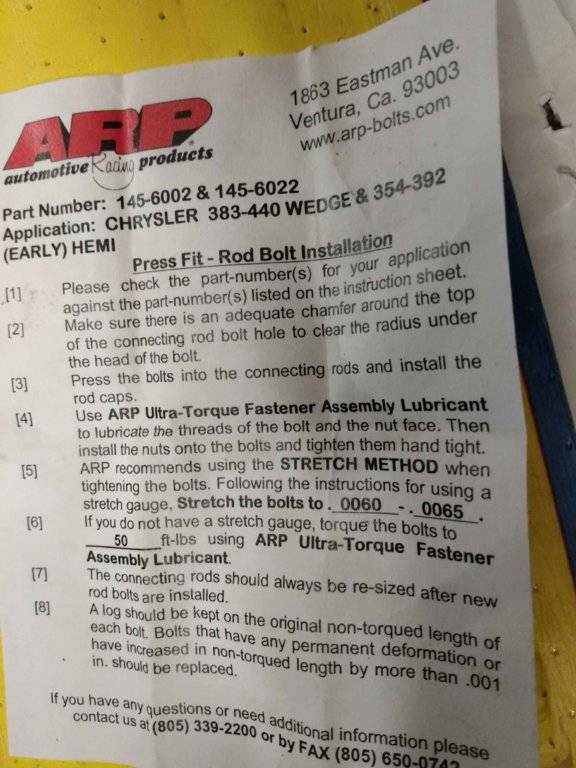 ARP
automotive Racing products
1863 Eastman Ave.
Ventura, Ca. 93003
www.arp-bolts.com
Part Number: 145-6002 & 145-6022
Application: CHRYSLER 383-440 WEDGE & 354-392
(EARLY) HEMI
Press Fit - Rod Bolt Installation
[1] Please check the part-number(s) for your application
against the part-number(s) listed on the instruction sheet.
[2] Make sure there is an adequate chamfer around the top
of the connecting rod bolt hole to clear the radius under
the head of the bolt.
[3] Press the bolts into the connecting rods and install the
rod caps.
[4] Use ARP Ultra-Torque Fastener Assembly Lubricant
to lubricate the threads of the bolt and the nut face. Then
install the nuts onto the bolts and tighten them hand tight.
[5] ARP recommends using the STRETCH METHOD when
tightening the bolts. Following the instructions for using a
stretch gauge, Stretch the bolts to .0060 - .0065 .
[6] If you do not have a stretch gauge, torque the bolts to
50 ft-lbs using ARP Ultra-Torque Fastener
Assembly Lubricant.
[7] The connecting rods should always be re-sized after new
rod bolts are installed.
[8] A log should be kept on the original non-torqued length of
each bolt. Bolts that have any permanent deformation or
have increased in non-torqued length by more than .001
in. should be replaced.
If you have any questions or need additional information please
contact us at (805) 339-2200 or by FAX (805) 650-0742